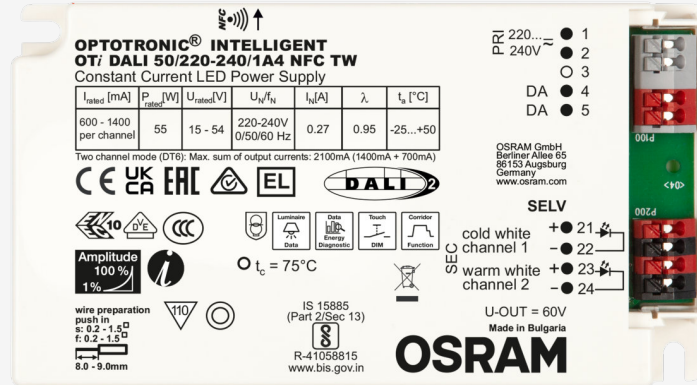 NFC
OPTOTRONIC® INTELLIGENT
OTi DALI 50/220-240/1A4 NFC TW
Constant Current LED Power Supply
Irated [mA] Prated[W] Urated[V] UN/fN IN[A] λ ta [°C]
600 - 1400 per channel 55 15 - 54 220-240V 0/50/60 Hz 0.27 0.95 -25...+50
Two channel mode (DT6): Max. sum of output currents: 2100mA (1400mA + 700mA)
CE UK CA EAC EL DALI 2
10 DVE CCC
Luminaire Data
Data Energy Diagnostic
Touch DIM
Corridor Function
Amplitude
100 %
1%
i
tc = 75°C
wire preparation
push in
s: 0.2 - 1.5
f: 0.2 - 1.5
8.0 - 9.0mm
110
IS 15885
(Part 2/Sec 13)
R-41058815
www.bis.gov.in
PRI 220... 240V
1
2
3
DA 4
DA 5
OSRAM GmbH
Berliner Allee 65
86153 Augsburg
Germany
www.osram.com
SELV
SEC
cold white channel 1
+ 21
- 22
warm white channel 2
+ 23
- 24
U-OUT = 60V
Made in Bulgaria
OSRAM
P100
<04>
P200